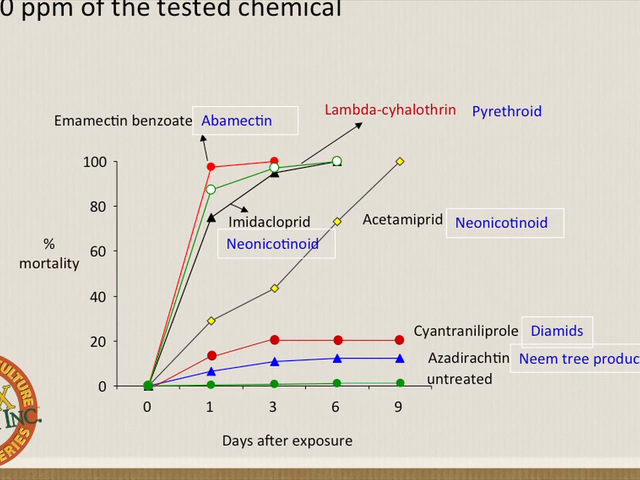 0 ppm of the tested chemical
Emamectin benzoate Abamectin
Lambda-cyhalothrin Pyrethroid
100
80
60
40
20
0
%
mortality
Imidacloprid
Neonicotinoid
Acetamiprid Neonicotinoid
Cyantraniliprole Diamids
Azadirachtin Neem tree produc
untreated
0 1 3 6 9
Days after exposure